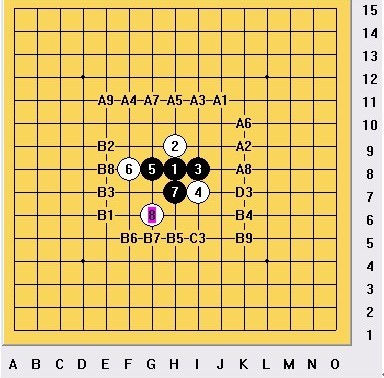 15
14
13
12
A9 A4 A7 A5 A3 A1 11
A6 10
B2 2 A2 9
B8 6 5 1 3 A8 8
B3 7 4 D3 7
B1 8 B4 6
B6 B7 B5 C3 B9 5
4
3
2
1
A B C D E F G H I J K L M N O